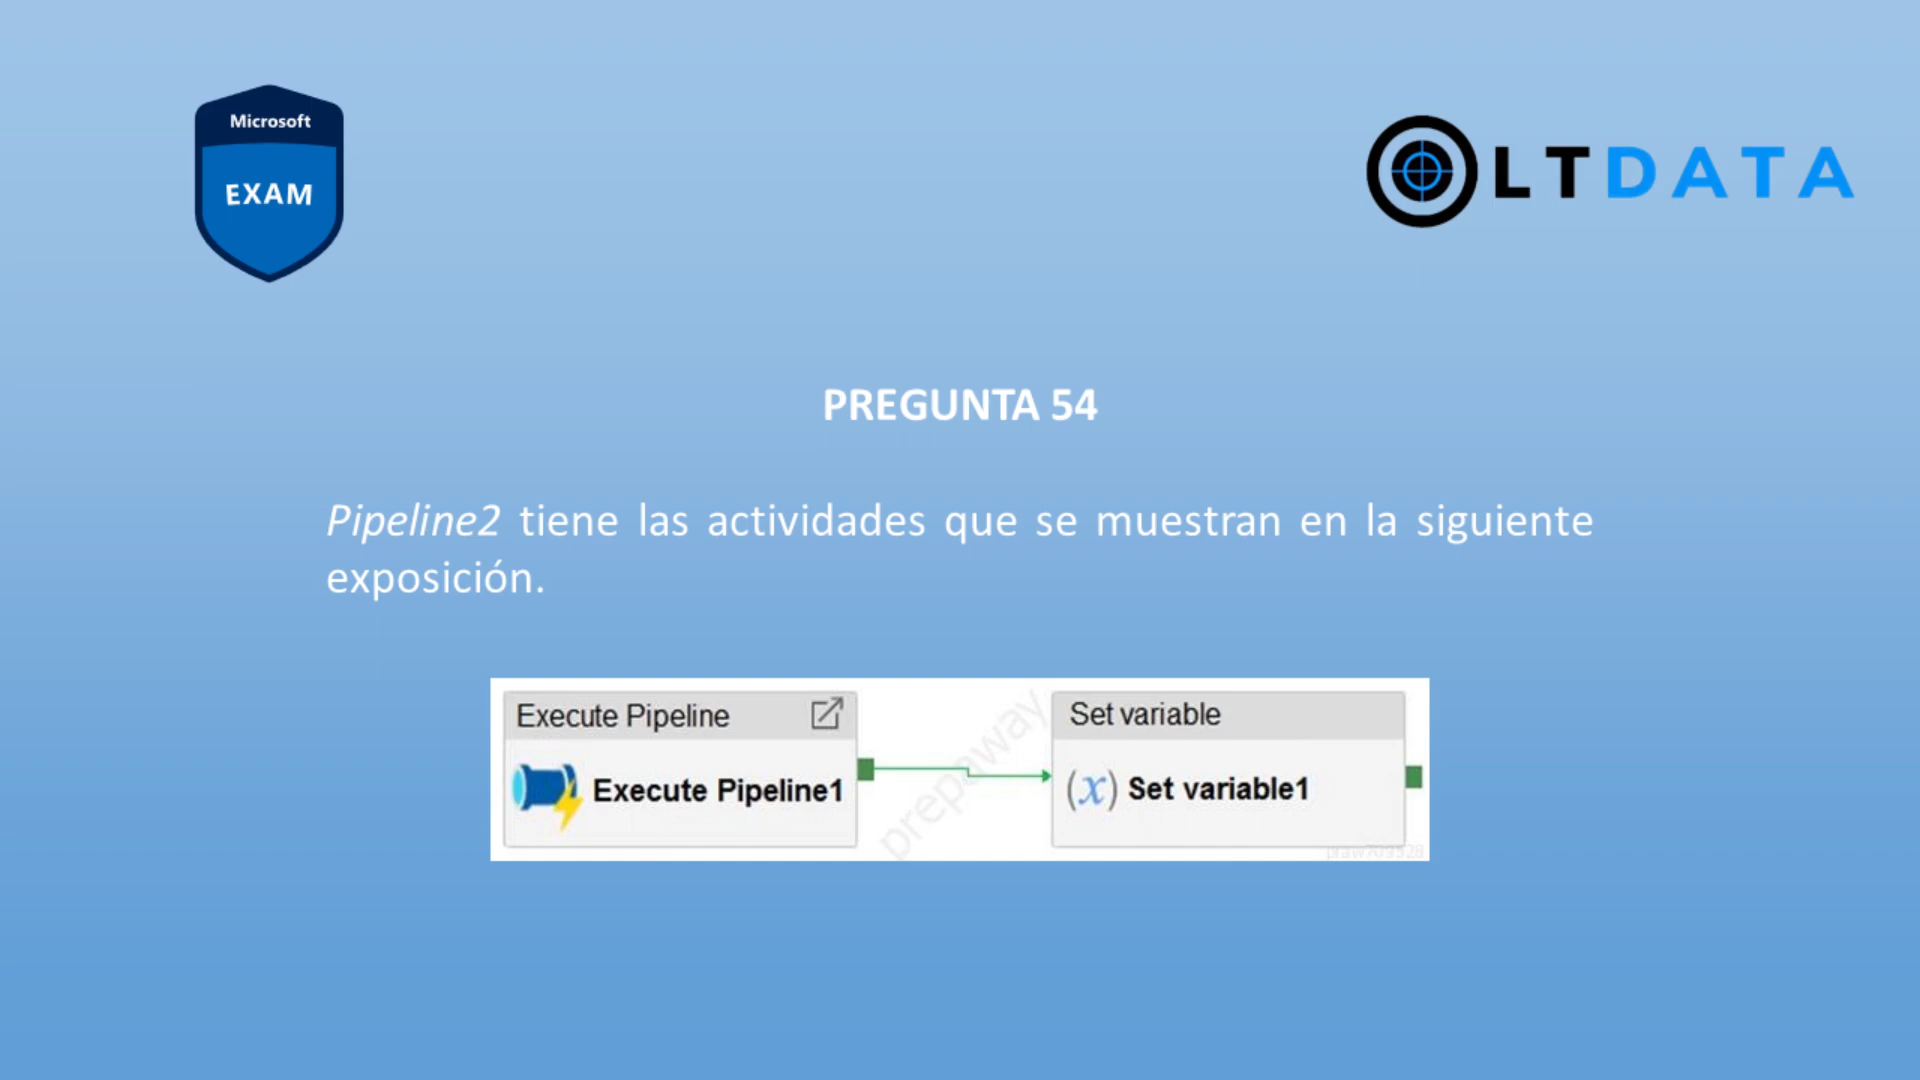 Microsoft
EXAM
LTDATA
PREGUNTA 54
Pipeline2 tiene las actividades que se muestran en la siguiente
exposición.
Execute Pipeline
Set variable
Execute Pipeline1
(x) Set variable1
prepaway